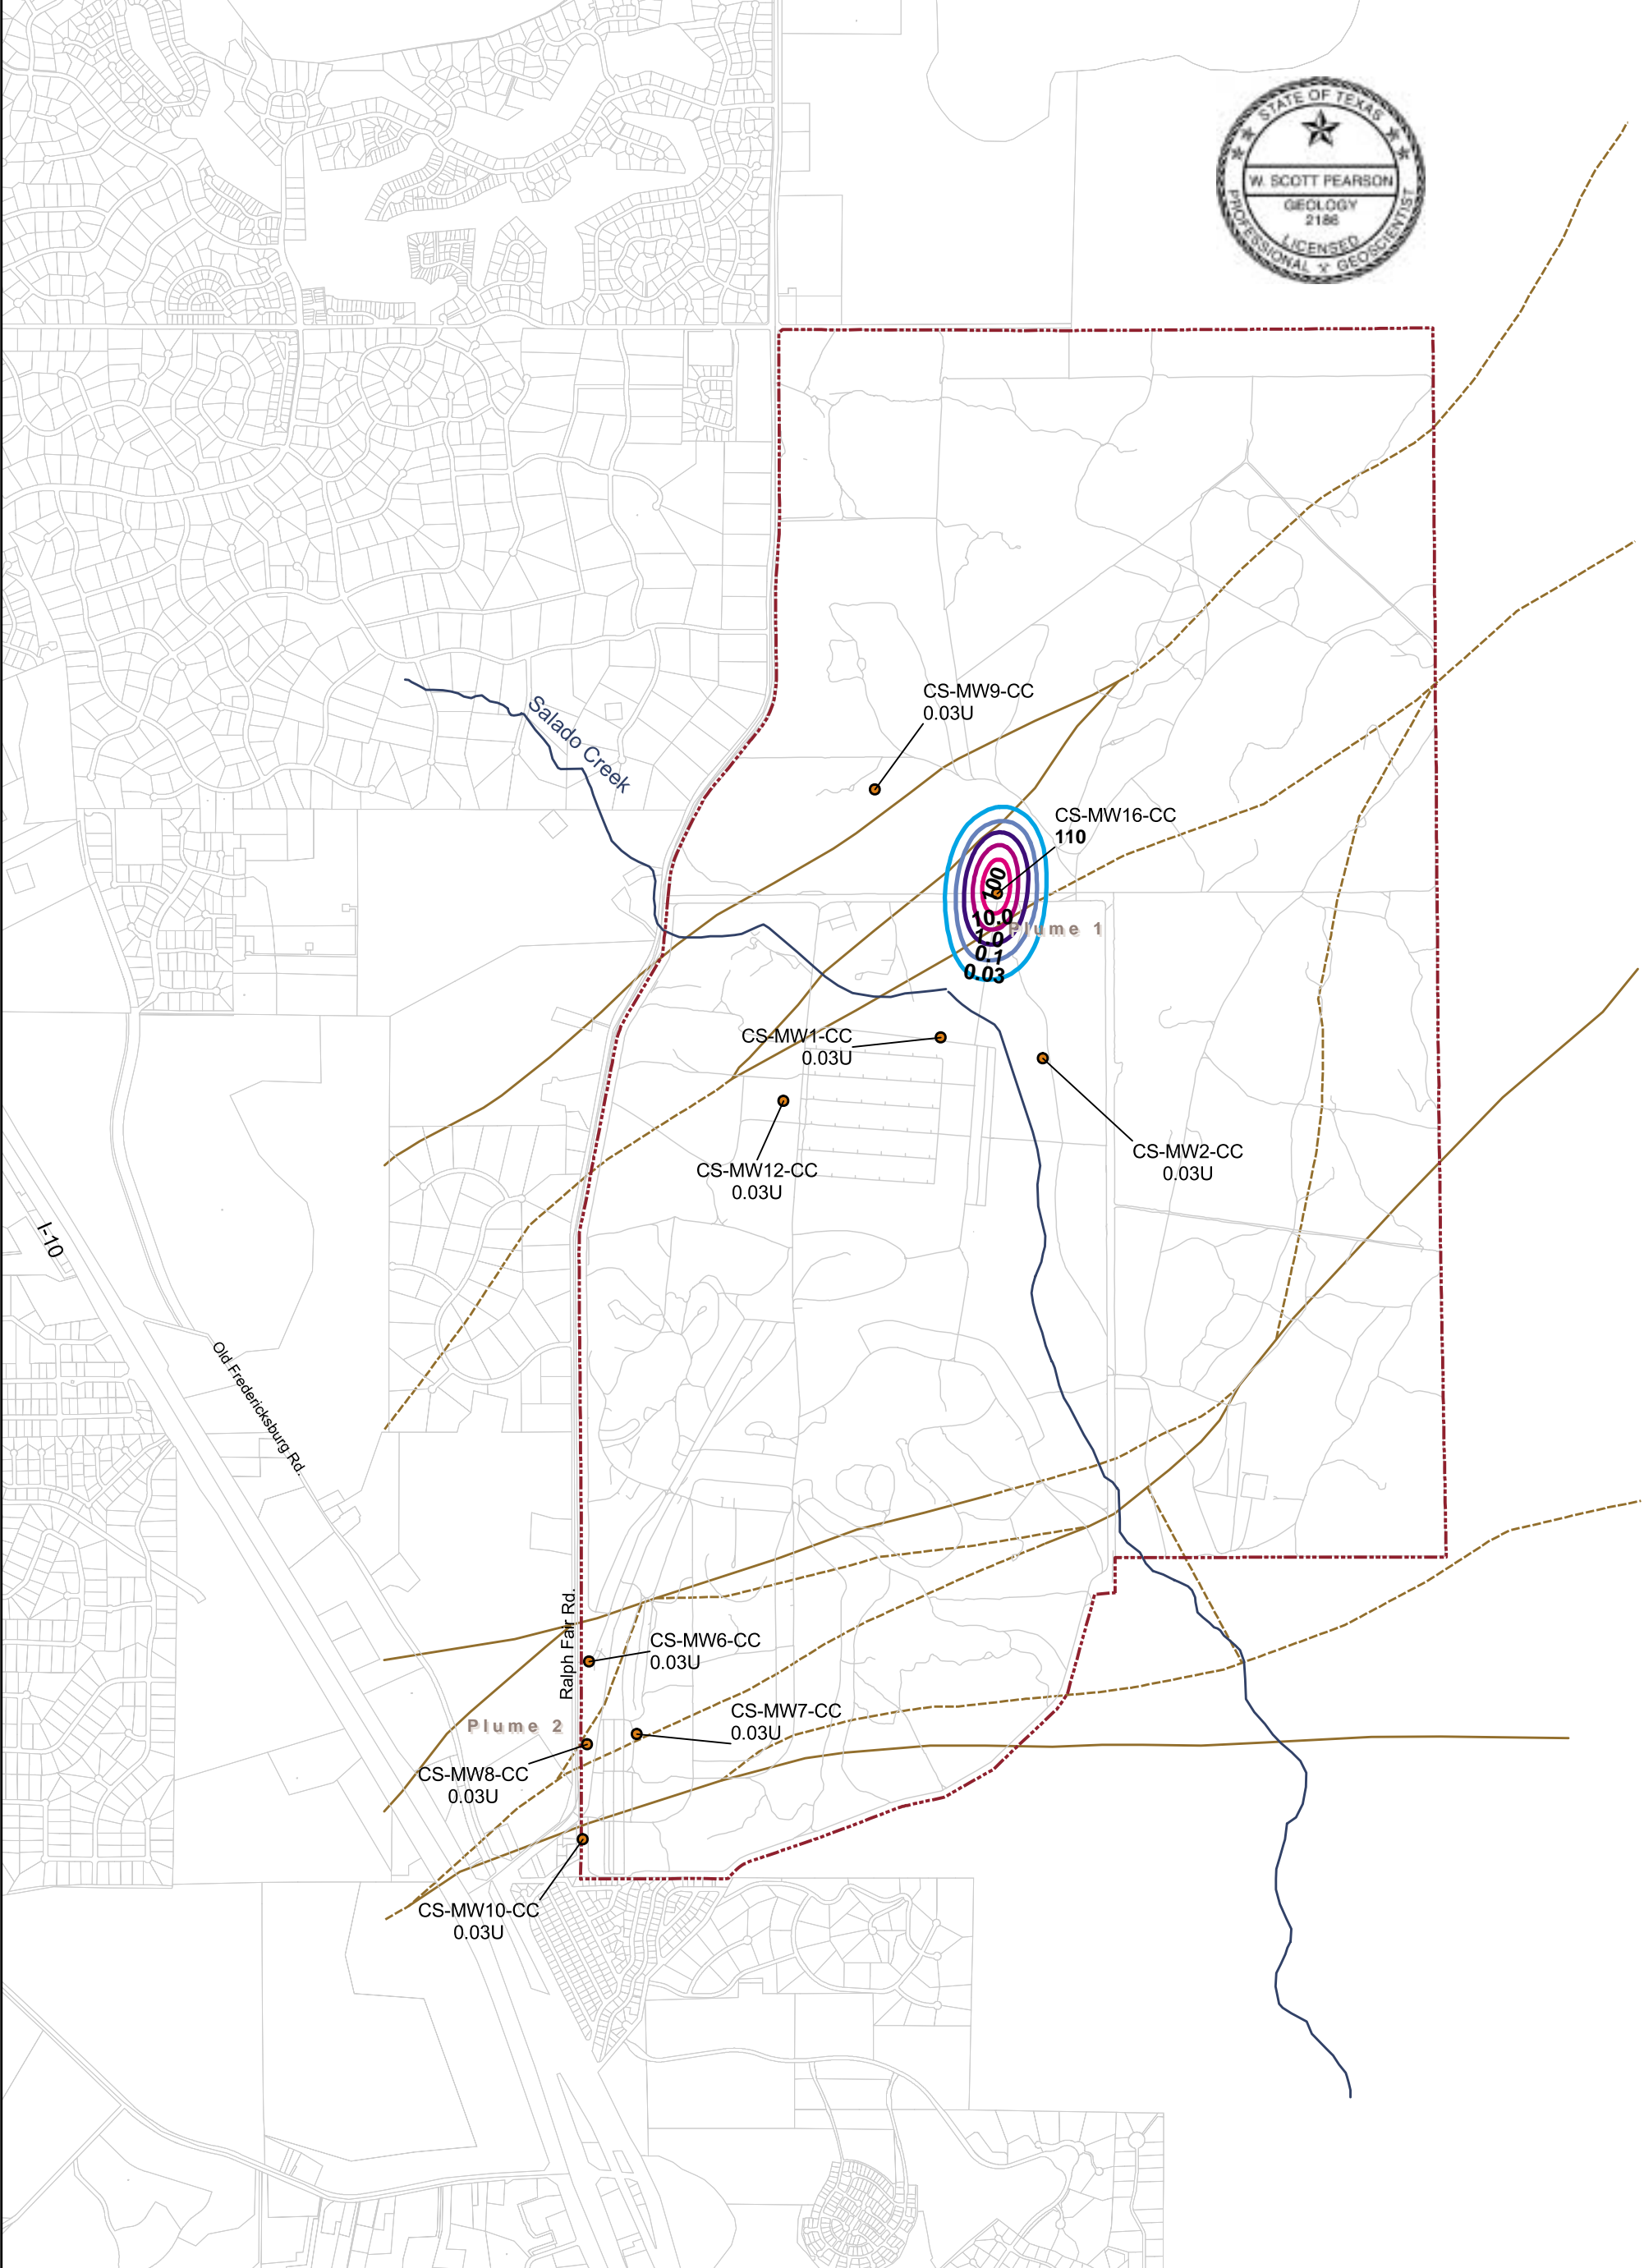 STATE OF TEXAS
W. SCOTT PEARSON
GEOLOGY
2186
LICENSED
PROFESSIONAL GEOSCIENTIST
CS-MW9-CC
0.03U
Salado Creek
CS-MW16-CC
110
100
10.0
Plume 1
1.0
0.1
0.03
CS-MW1-CC
0.03U
CS-MW2-CC
0.03U
CS-MW12-CC
0.03U
I-10
Old Fredericksburg Rd.
Ralph Fair Rd.
CS-MW6-CC
0.03U
CS-MW7-CC
0.03U
Plume 2
CS-MW8-CC
0.03U
CS-MW10-CC
0.03U